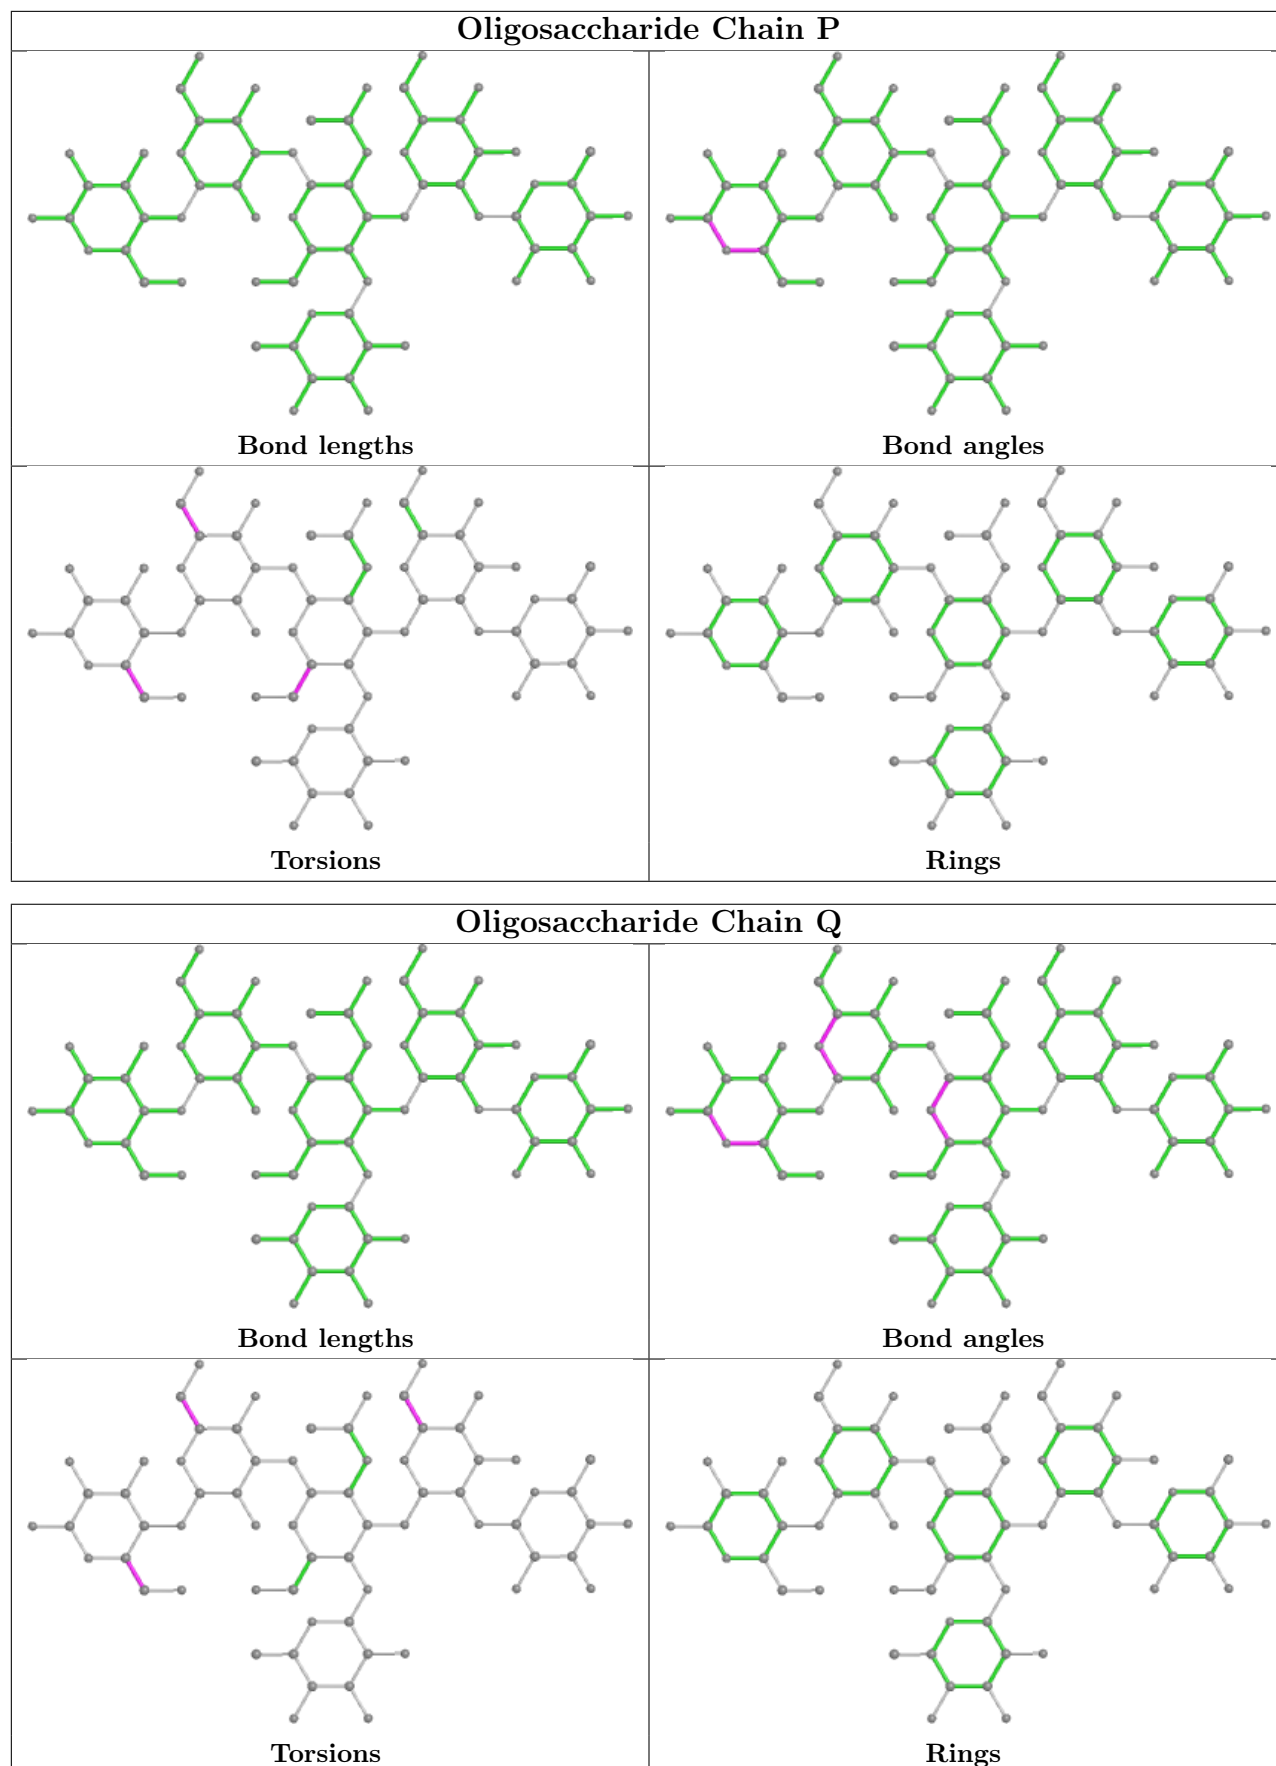 Oligosaccharide Chain P
Bond lengths
Bond angles
Torsions
Rings
Oligosaccharide Chain Q
Bond lengths
Bond angles
Torsions
Rings